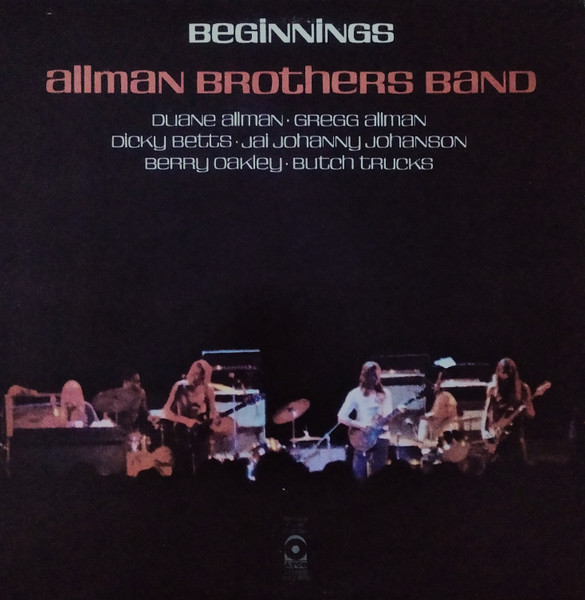 BEGINNINGS
ALLMAN BROTHERS BAND
DUANE ALLMAN · GREGG ALLMAN
DICKY BETTS · JAI JOHANNY JOHANSON
BERRY OAKLEY · BUTCH TRUCKS